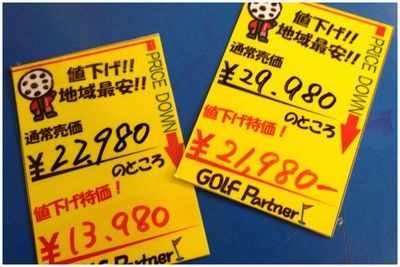 値下げ!!
地域最安!!
PRICE DOWN
通常売価
¥22,980
のところ
値下げ特価!
¥13,980
値下げ!!
地域最安!!
PRICE DOWN
通常売価
¥29,980
のところ
値下げ特価!
¥21,980-
GOLF Partner